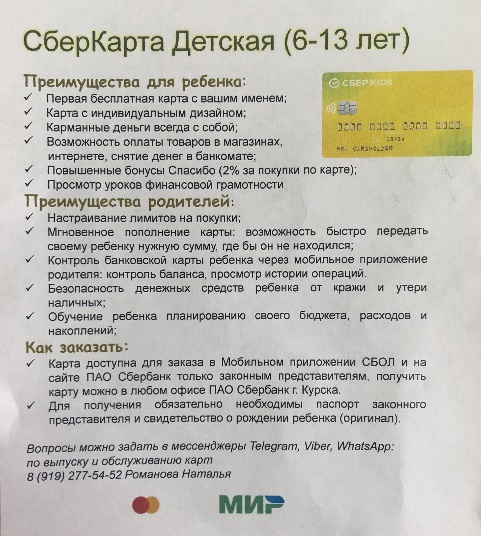 СберКарта Детская (6-13 лет)
Преимущества для ребенка:
✓ Первая бесплатная карта с вашим именем;
✓ Карта с индивидуальным дизайном;
✓ Карманные деньги всегда с собой;
✓ Возможность оплаты товаров в магазинах,
интернете, снятие денег в банкомате;
✓ Повышенные бонусы Спасибо (2% за покупки по карте);
✓ Просмотр уроков финансовой грамотности
СБЕР KIDS
Преимущества родителей:
✓ Настраивание лимитов на покупки;
✓ Мгновенное пополнение карты: возможность быстро передать
своему ребенку нужную сумму, где бы он не находился;
✓ Контроль банковской карты ребенка через мобильное приложение
родителя: контроль баланса, просмотр истории операций.
✓ Безопасность денежных средств ребенка от кражи и утери
наличных;
✓ Обучение ребенка планированию своего бюджета, расходов и
накоплений;
Как заказать:
✓ Карта доступна для заказа в Мобильном приложении СБОЛ и на
сайте ПАО Сбербанк только законным представителям, получить
карту можно в любом офисе ПАО Сбербанк г. Курска.
✓ Для получения обязательно необходимы паспорт законного
представителя и свидетельство о рождении ребенка (оригинал).
Вопросы можно задать в мессенджеры Telegram, Viber, WhatsApp:
по выпуску и обслуживанию карт
8 (919) 277-54-52 Романова Наталья
МИР